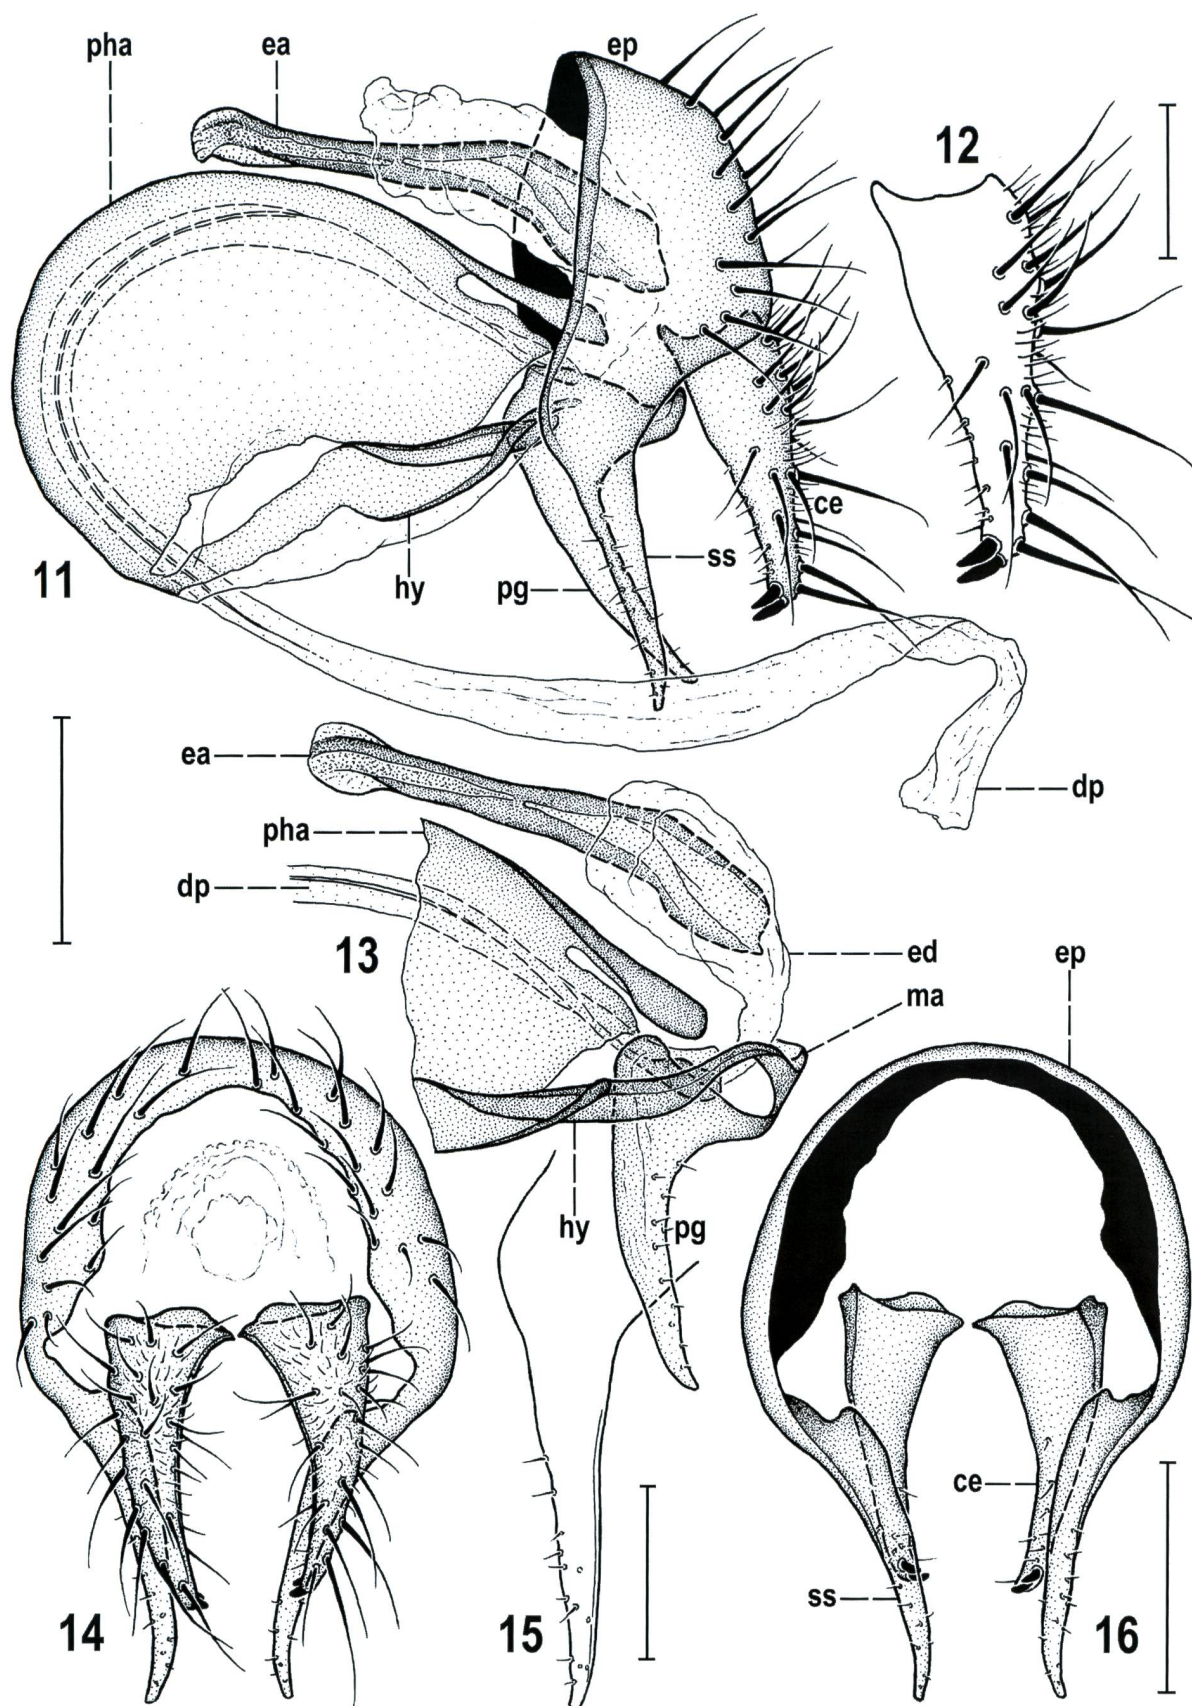 pha ea ep
12
11 hy pg ss ce
ea
pha
dp
dp
13
ed ep
ma
hy pg
ce
ss
14 15 16